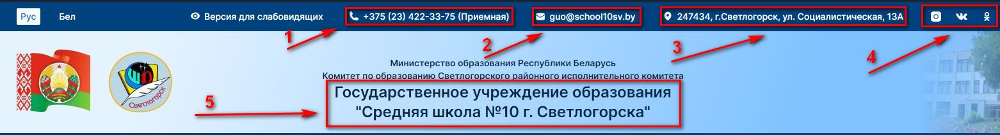 Рус Бел Версия для слабовидящих +375 (23) 422-33-75 (Приемная) guo@school10sv.by 247434, г.Светлогорск, ул. Социалистическая, 13А
1 2 3 4
Министерство образования Республики Беларусь
Комитет по образованию Светлогорского районного исполнительного комитета
Государственное учреждение образования
"Средняя школа №10 г. Светлогорска"
5
Ш10
Светлогорск